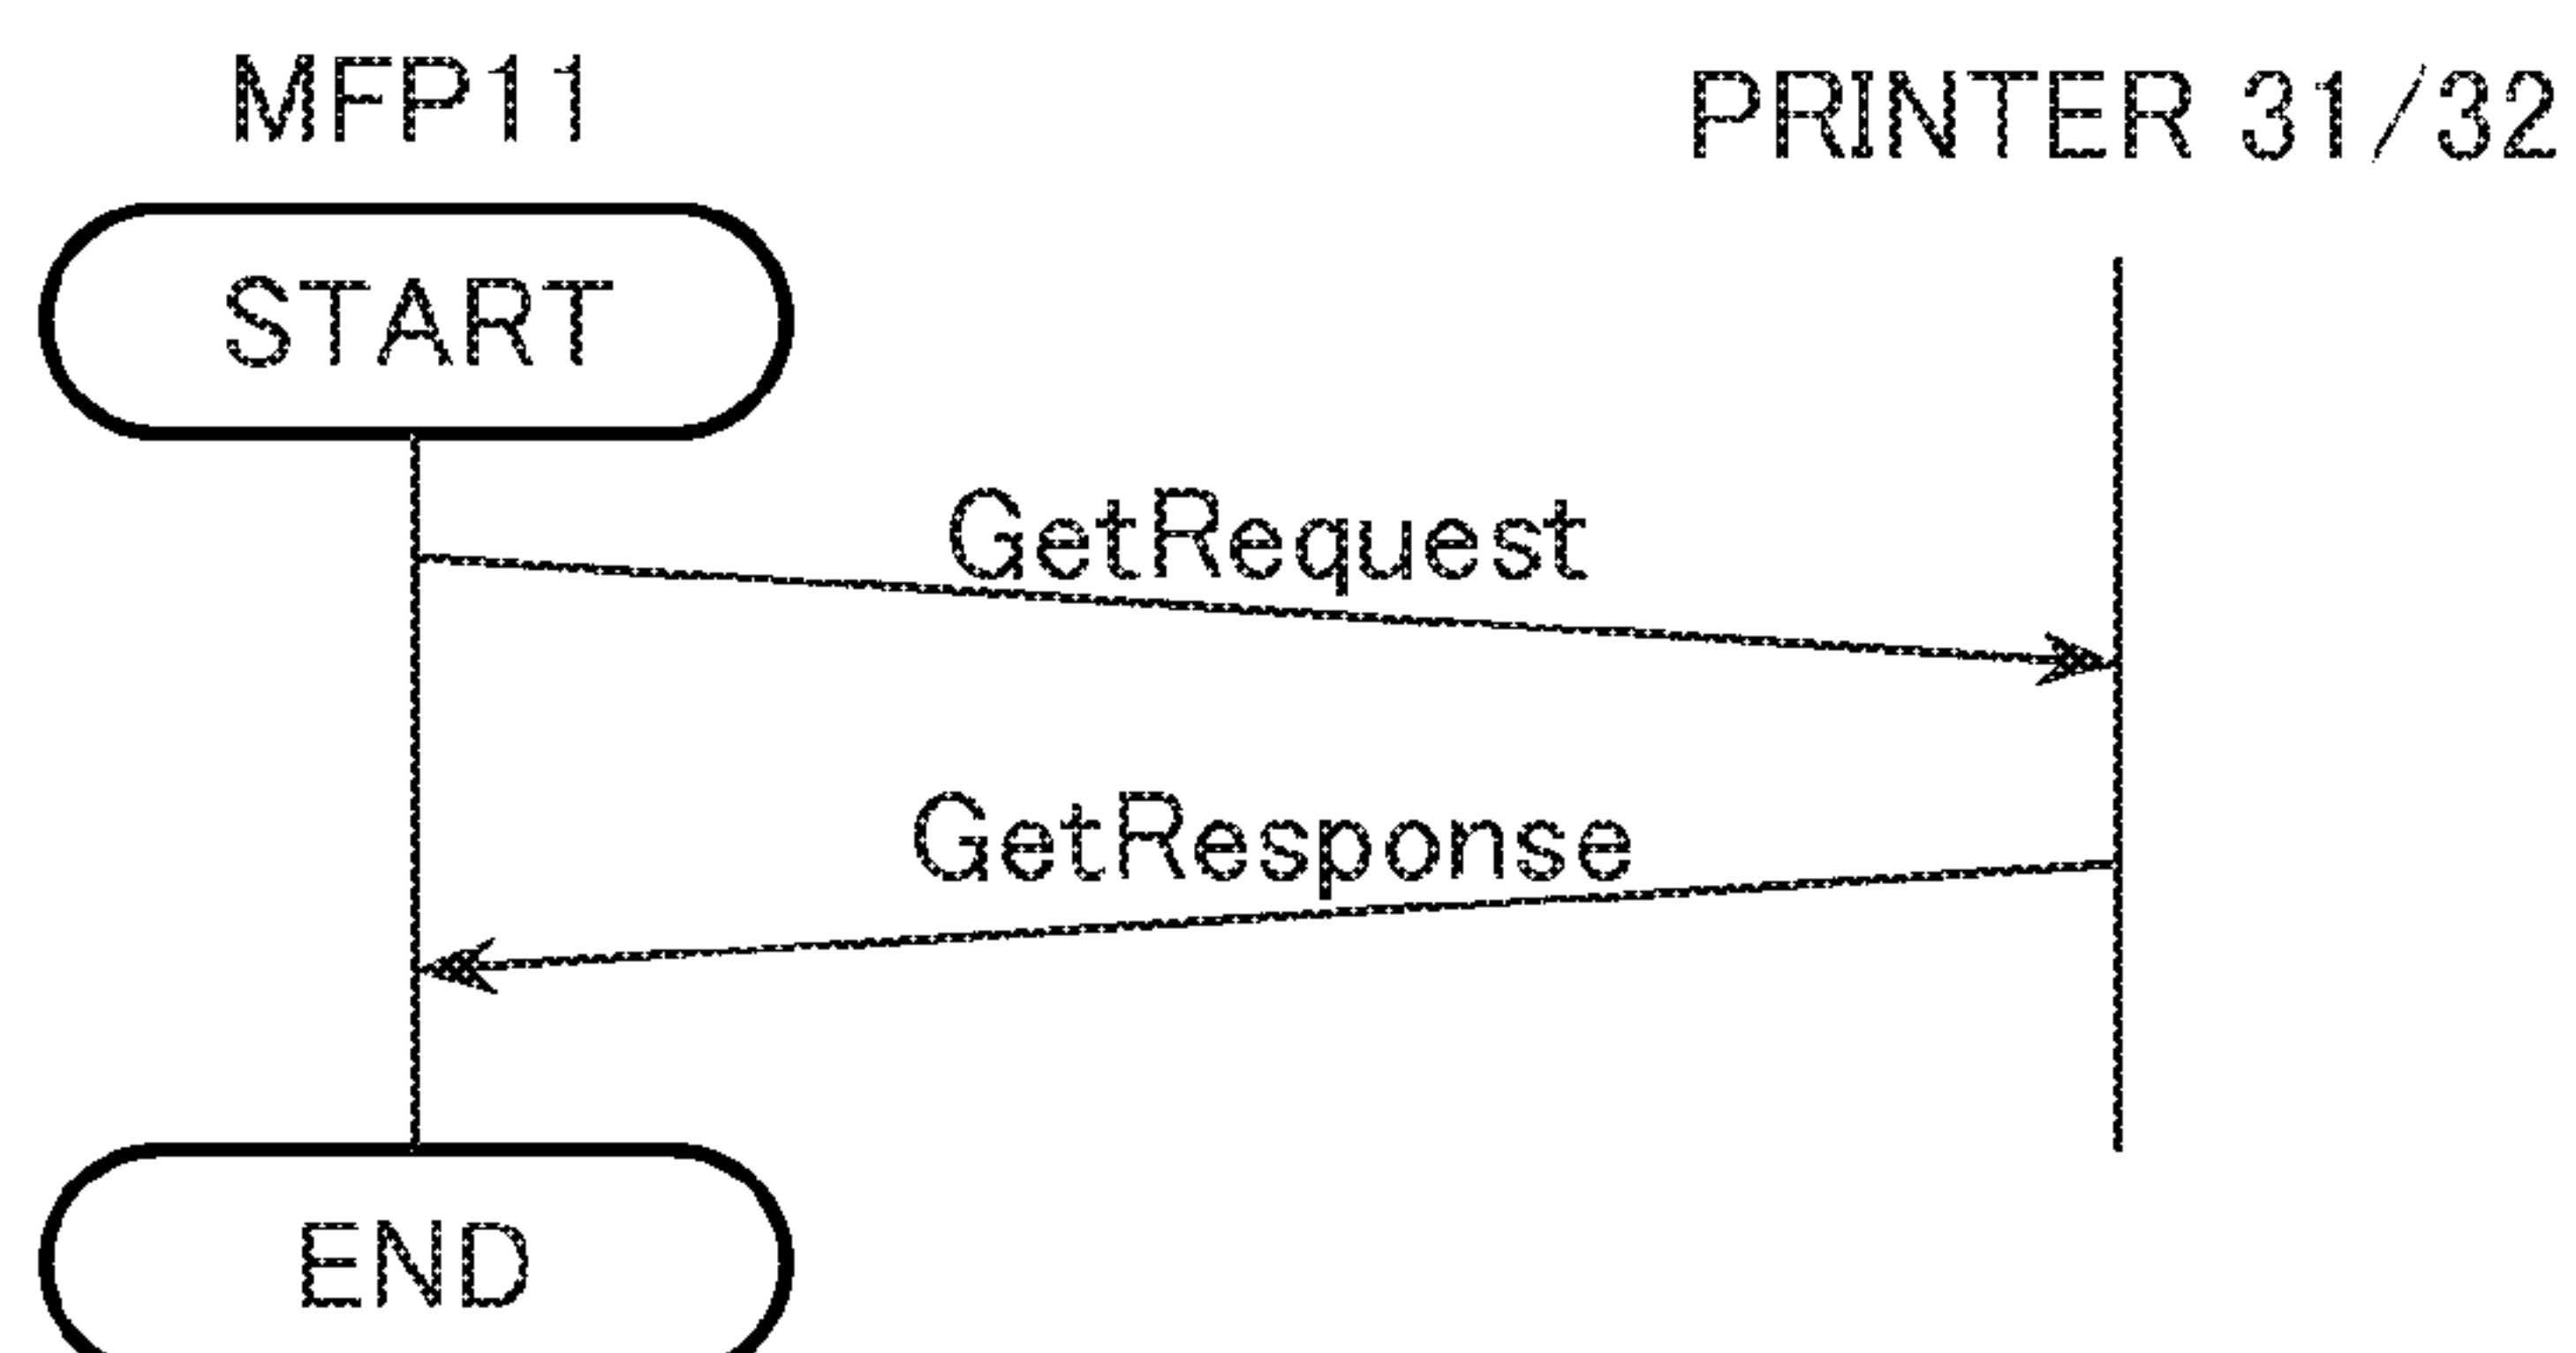 MFP11
PRINTER 31/32
START
GetRequest
GetResponse
END